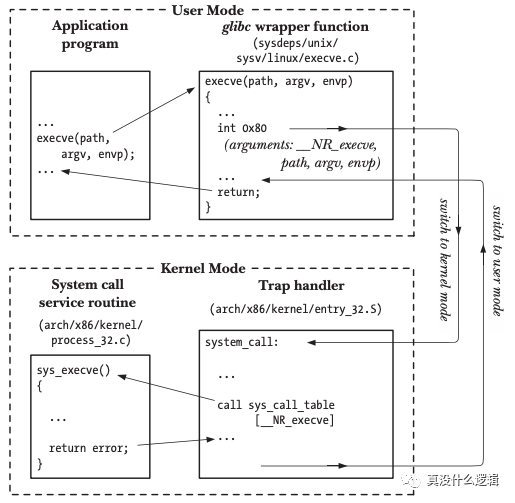 User Mode
Application
program
...
execve(path,
argv, envp);
...
glibc wrapper function
(sysdeps/unix/
sysv/linux/execve.c)
execve(path, argv, envp)
{
...
int 0x80
(arguments: __NR_execve,
path, argv, envp)
...
return;
}
switch to kernel mode
switch to user mode
Kernel Mode
System call
service routine
(arch/x86/kernel/
process_32.c)
sys_execve()
{
...
return error;
}
Trap handler
(arch/x86/kernel/entry_32.S)
system_call:
...
call sys_call_table
[__NR_execve]
...
真没什么逻辑